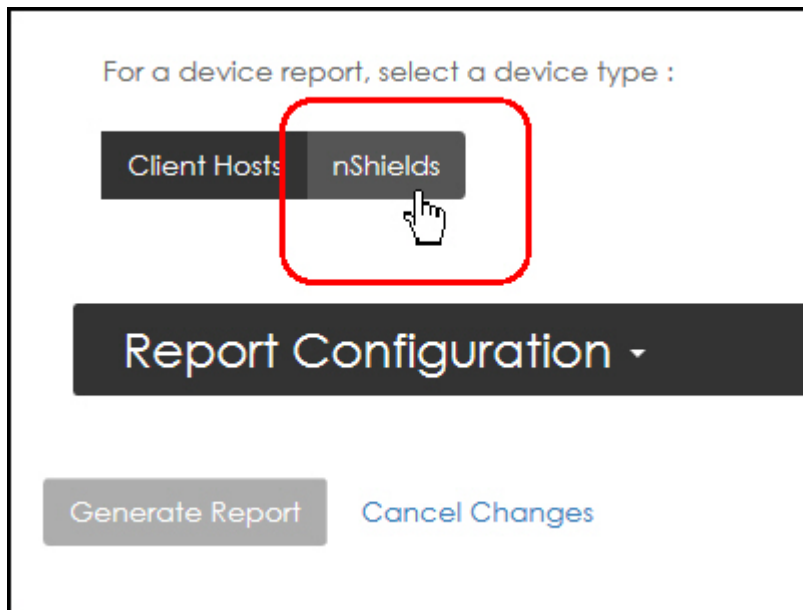 For a device report, select a device type :
Client Hosts nShields
Report Configuration
Generate Report Cancel Changes